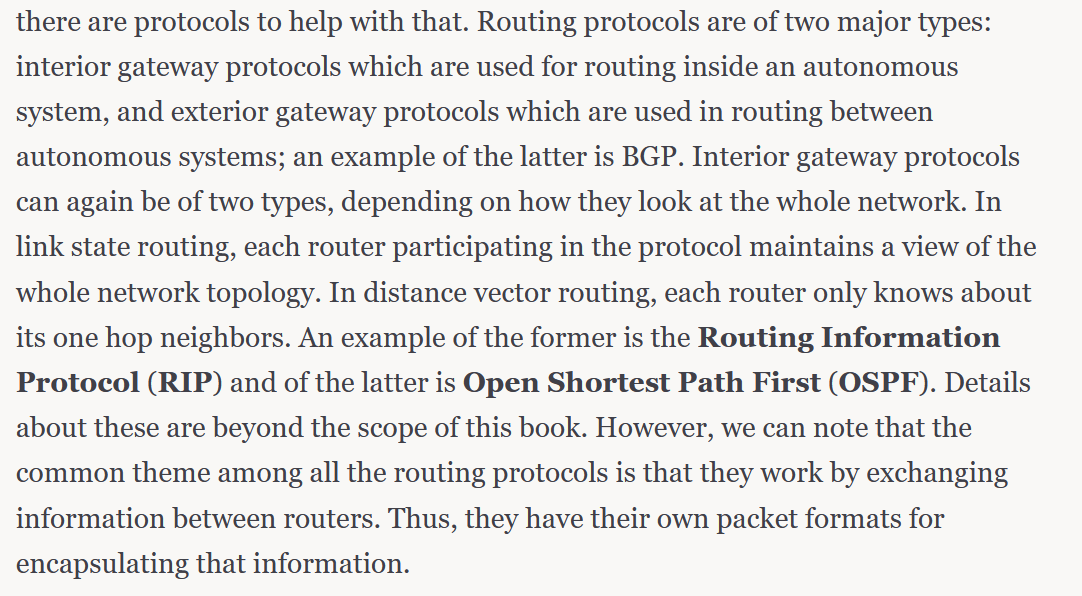 there are protocols to help with that. Routing protocols are of two major types:
interior gateway protocols which are used for routing inside an autonomous
system, and exterior gateway protocols which are used in routing between
autonomous systems; an example of the latter is BGP. Interior gateway protocols
can again be of two types, depending on how they look at the whole network. In
link state routing, each router participating in the protocol maintains a view of the
whole network topology. In distance vector routing, each router only knows about
its one hop neighbors. An example of the former is the Routing Information
Protocol (RIP) and of the latter is Open Shortest Path First (OSPF). Details
about these are beyond the scope of this book. However, we can note that the
common theme among all the routing protocols is that they work by exchanging
information between routers. Thus, they have their own packet formats for
encapsulating that information.